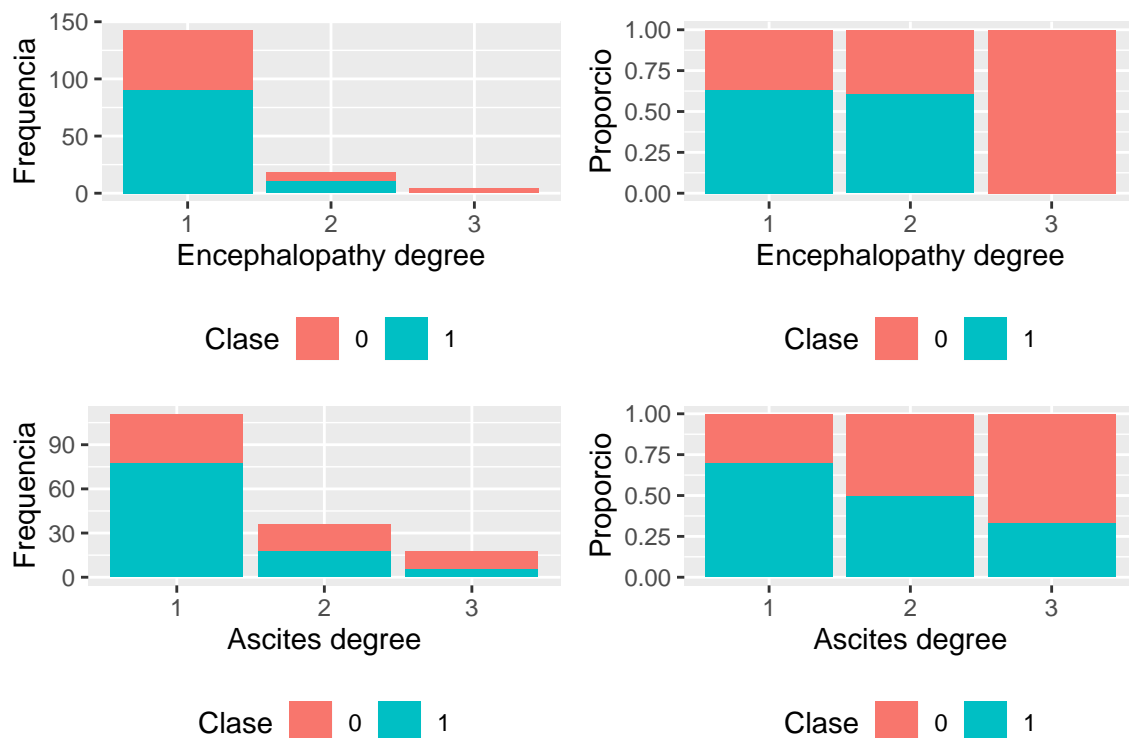 Frequencia
150
100
50
0
1 2 3
Encephalopathy degree
Clase 0 1
Proporcio
1.00
0.75
0.50
0.25
0.00
1 2 3
Encephalopathy degree
Clase 0 1
Frequencia
90
60
30
0
1 2 3
Ascites degree
Clase 0 1
Proporcio
1.00
0.75
0.50
0.25
0.00
1 2 3
Ascites degree
Clase 0 1